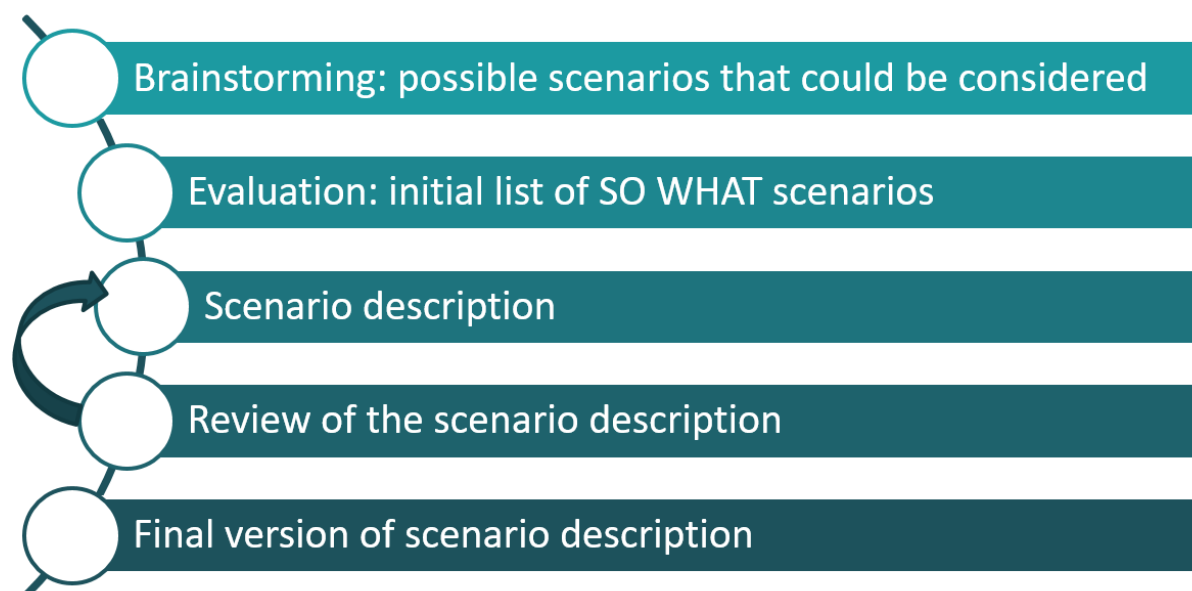 Brainstorming: possible scenarios that could be considered
Evaluation: initial list of SO WHAT scenarios
Scenario description
Review of the scenario description
Final version of scenario description